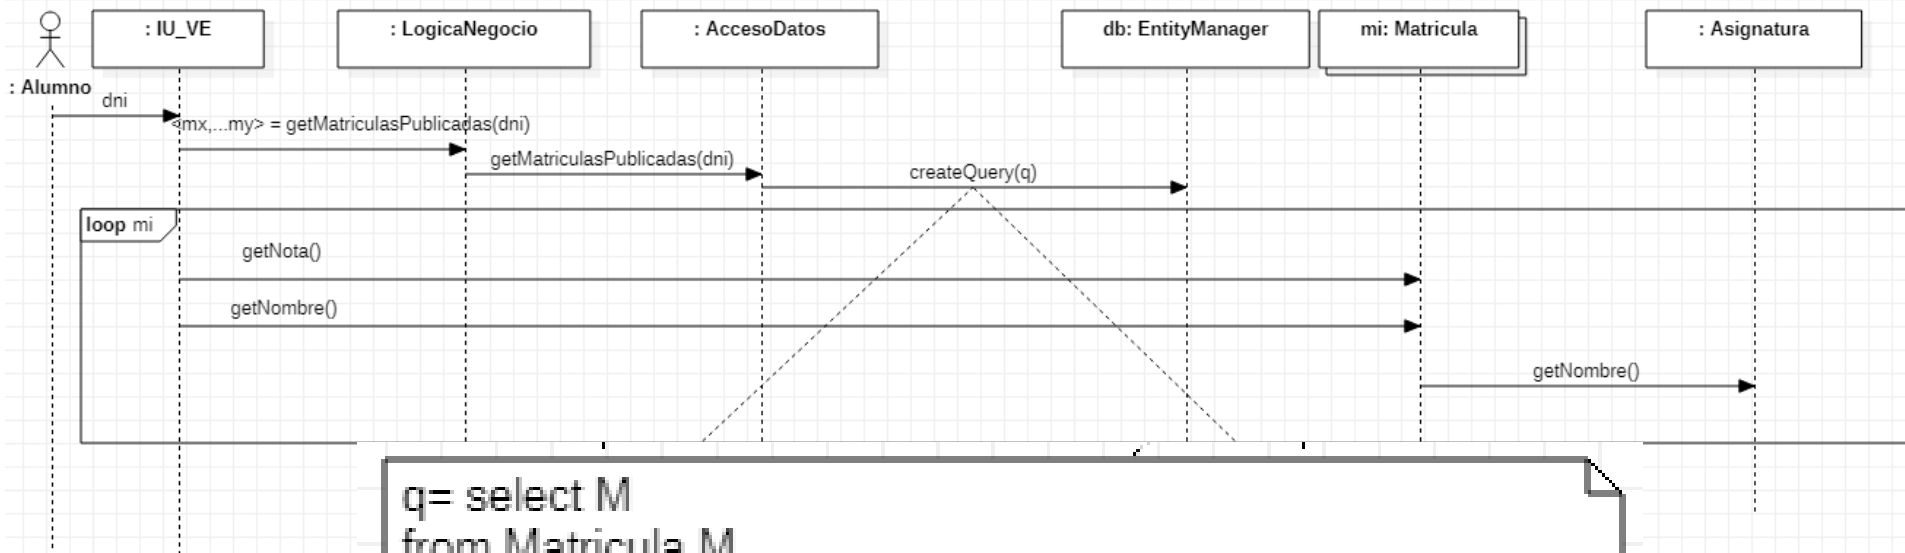 : IU_VE
: LogicaNegocio
: AccesoDatos
db: EntityManager
mi: Matricula
: Asignatura
: Alumno
dni
<mx,...my> = getMatriculasPublicadas(dni)
getMatriculasPublicadas(dni)
createQuery(q)
loop mi
getNota()
getNombre()
getNombre()
q= select M
from Matricula M